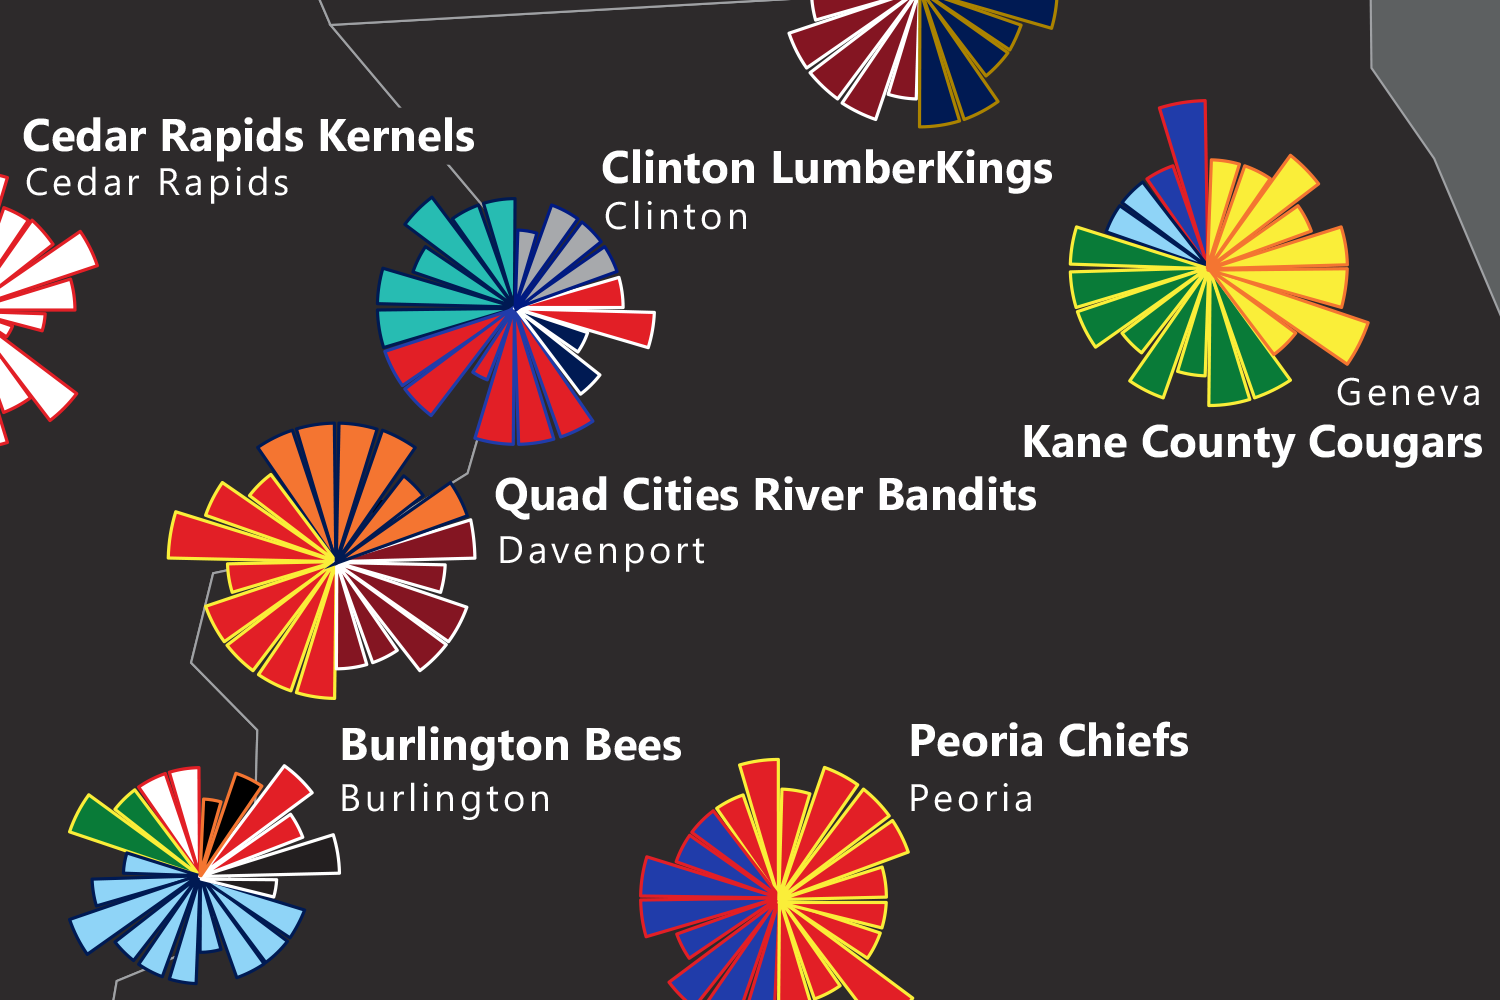 Cedar Rapids Kernels
Cedar Rapids
Clinton LumberKings
Clinton
Geneva
Kane County Cougars
Quad Cities River Bandits
Davenport
Burlington Bees
Burlington
Peoria Chiefs
Peoria